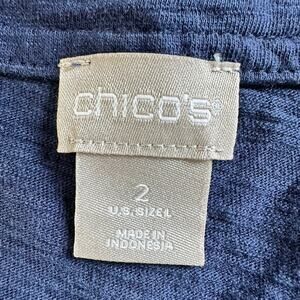 chico's®
2
U.S. SIZE L
MADE IN
INDONESIA